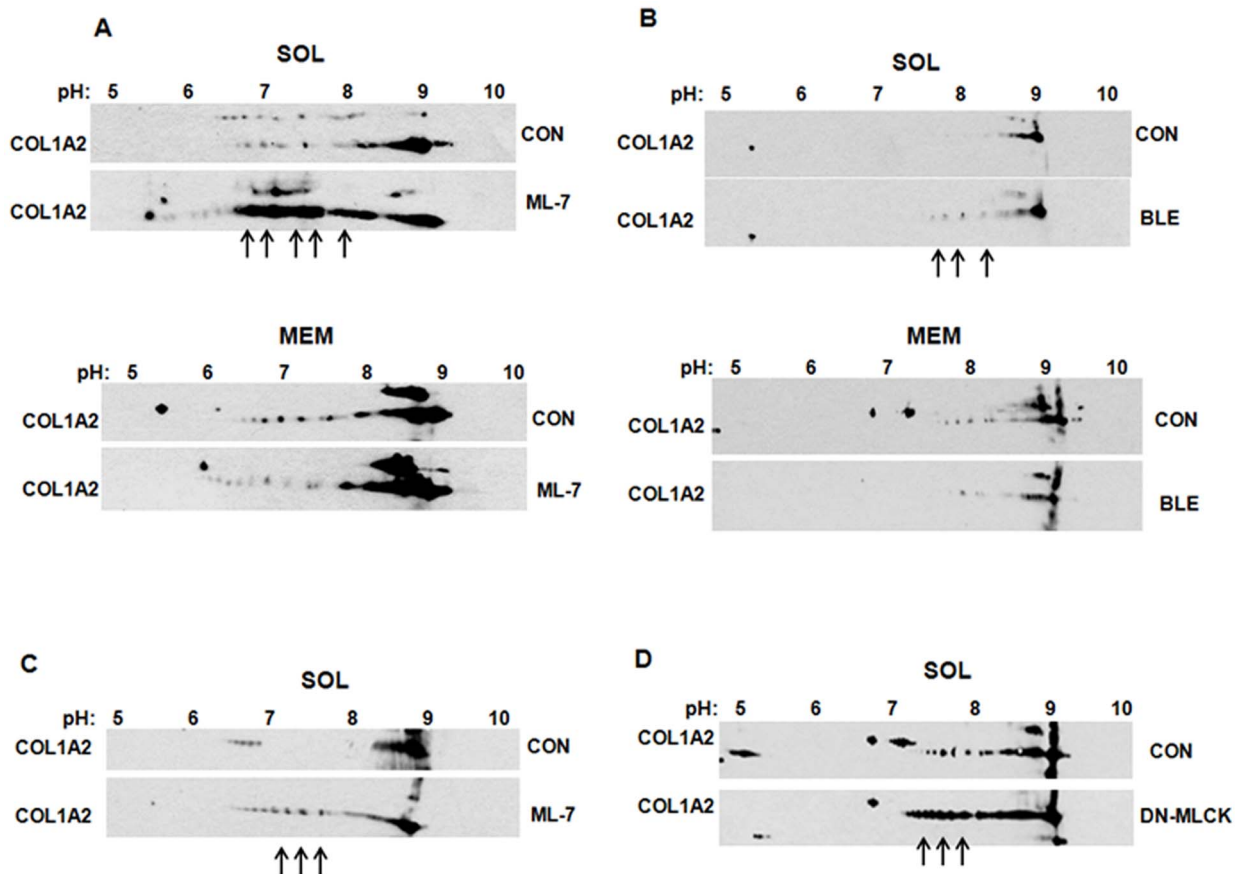 A
SOL
pH: 5 6 7 8 9 10
COL1A2 CON
COL1A2 ML-7
MEM
pH: 5 6 7 8 9 10
COL1A2 CON
COL1A2 ML-7
B
SOL
pH: 5 6 7 8 9 10
COL1A2 CON
COL1A2 BLE
MEM
5 6 7 8 9 10
COL1A2 CON
COL1A2 BLE
C
SOL
pH: 5 6 7 8 9 10
COL1A2 CON
COL1A2 ML-7
D
SOL
pH: 5 6 7 8 9 10
COL1A2 CON
COL1A2 DN-MLCK